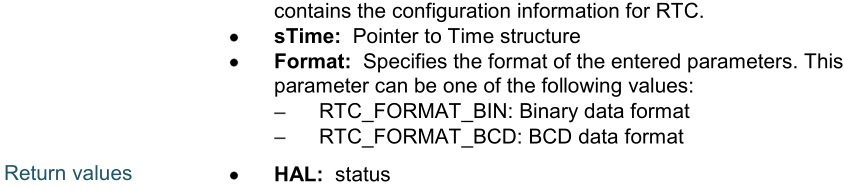 contains the configuration information for RTC.
● sTime: Pointer to Time structure
● Format: Specifies the format of the entered parameters. This
parameter can be one of the following values:
– RTC_FORMAT_BIN: Binary data format
– RTC_FORMAT_BCD: BCD data format
Return values ● HAL: status